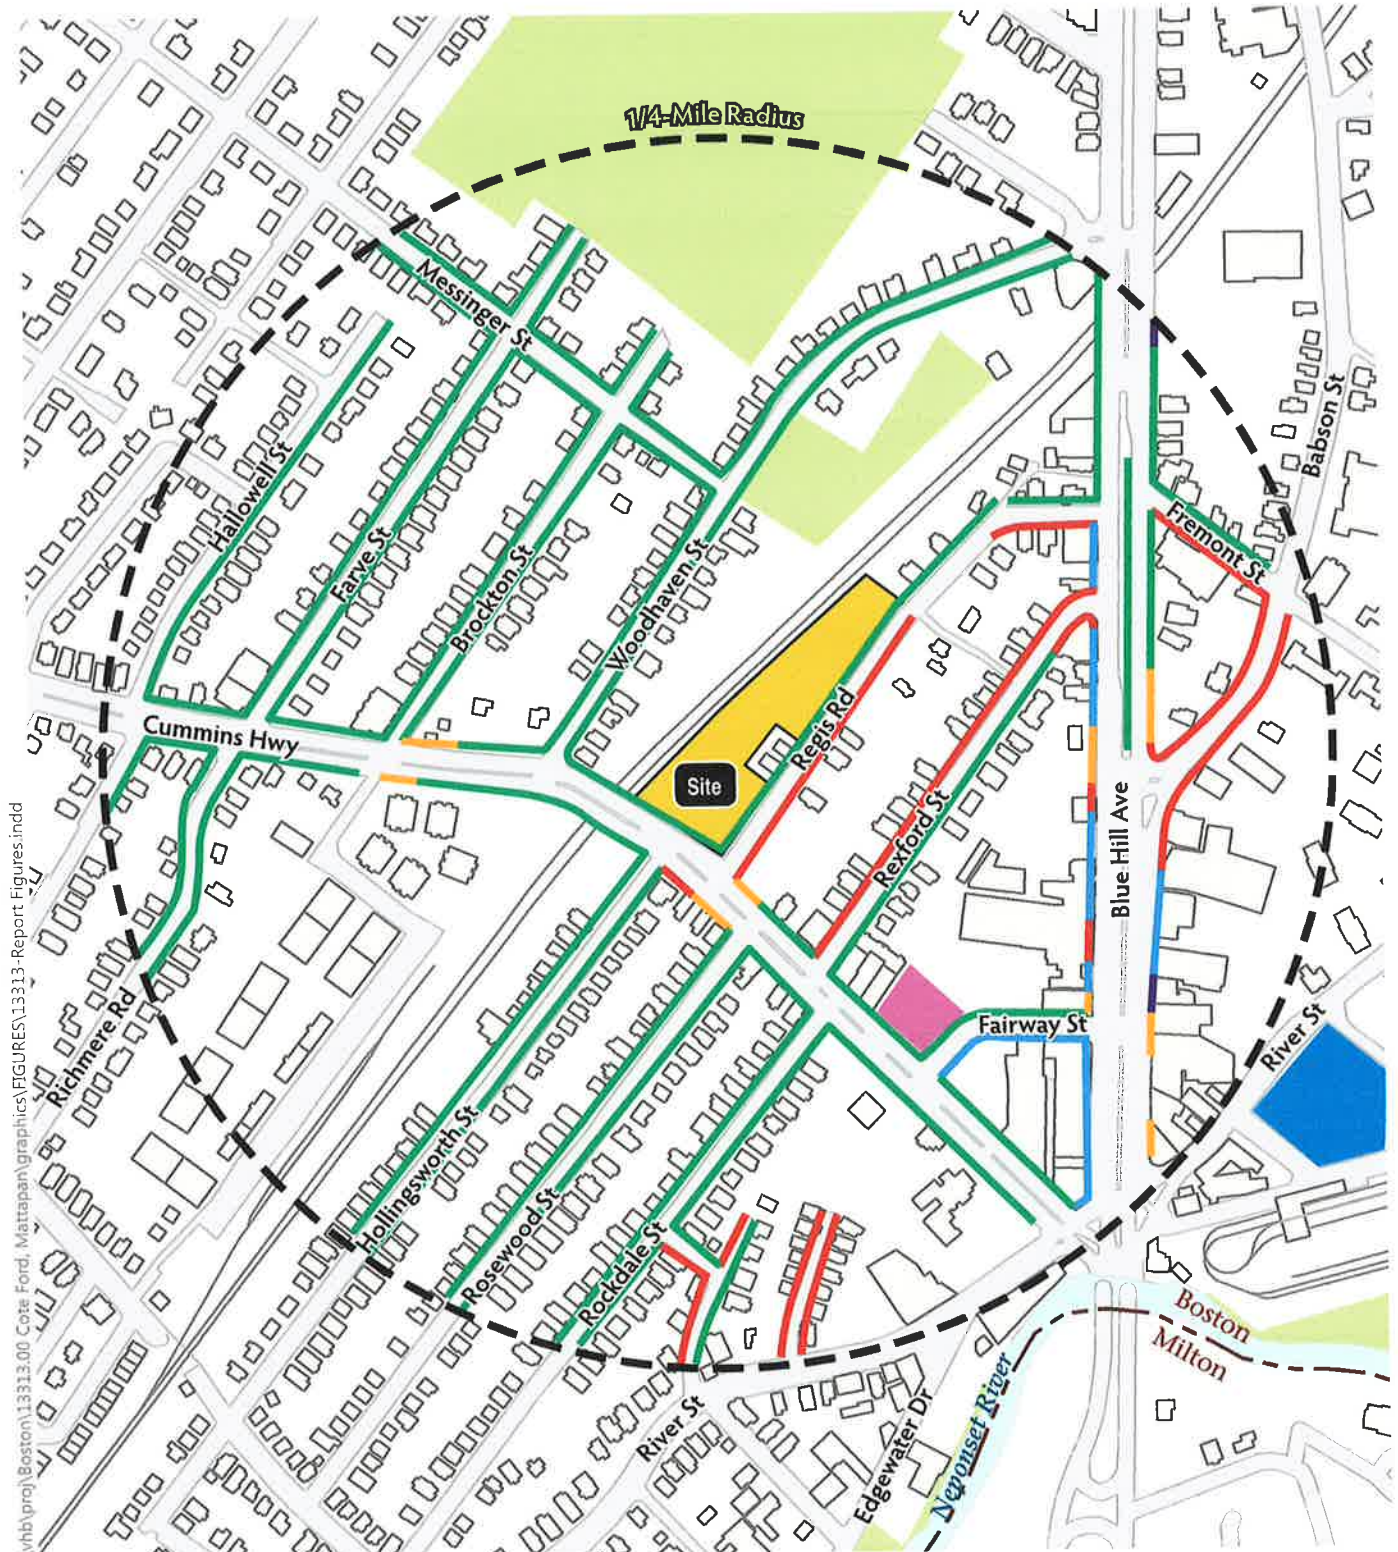 1/4-Mile Radius
Messinger St
Babson St
Hallowell St
Fremont St
Farve St
Brockton St
Woodhaven St
Regis Rd
Cummins Hwy
Site
Rexford St
Blue Hill Ave
Richmere Rd
Fairway St
River St
Hollingsworth St
Rosewood St
Rockdale St
Boston
Milton
River St
Edgewater Dr
Neponset River
\vhb\proj\Boston\13313.00 Cote Ford, Mattapan\graphics\FIGURES\13313-Report Figures.indd